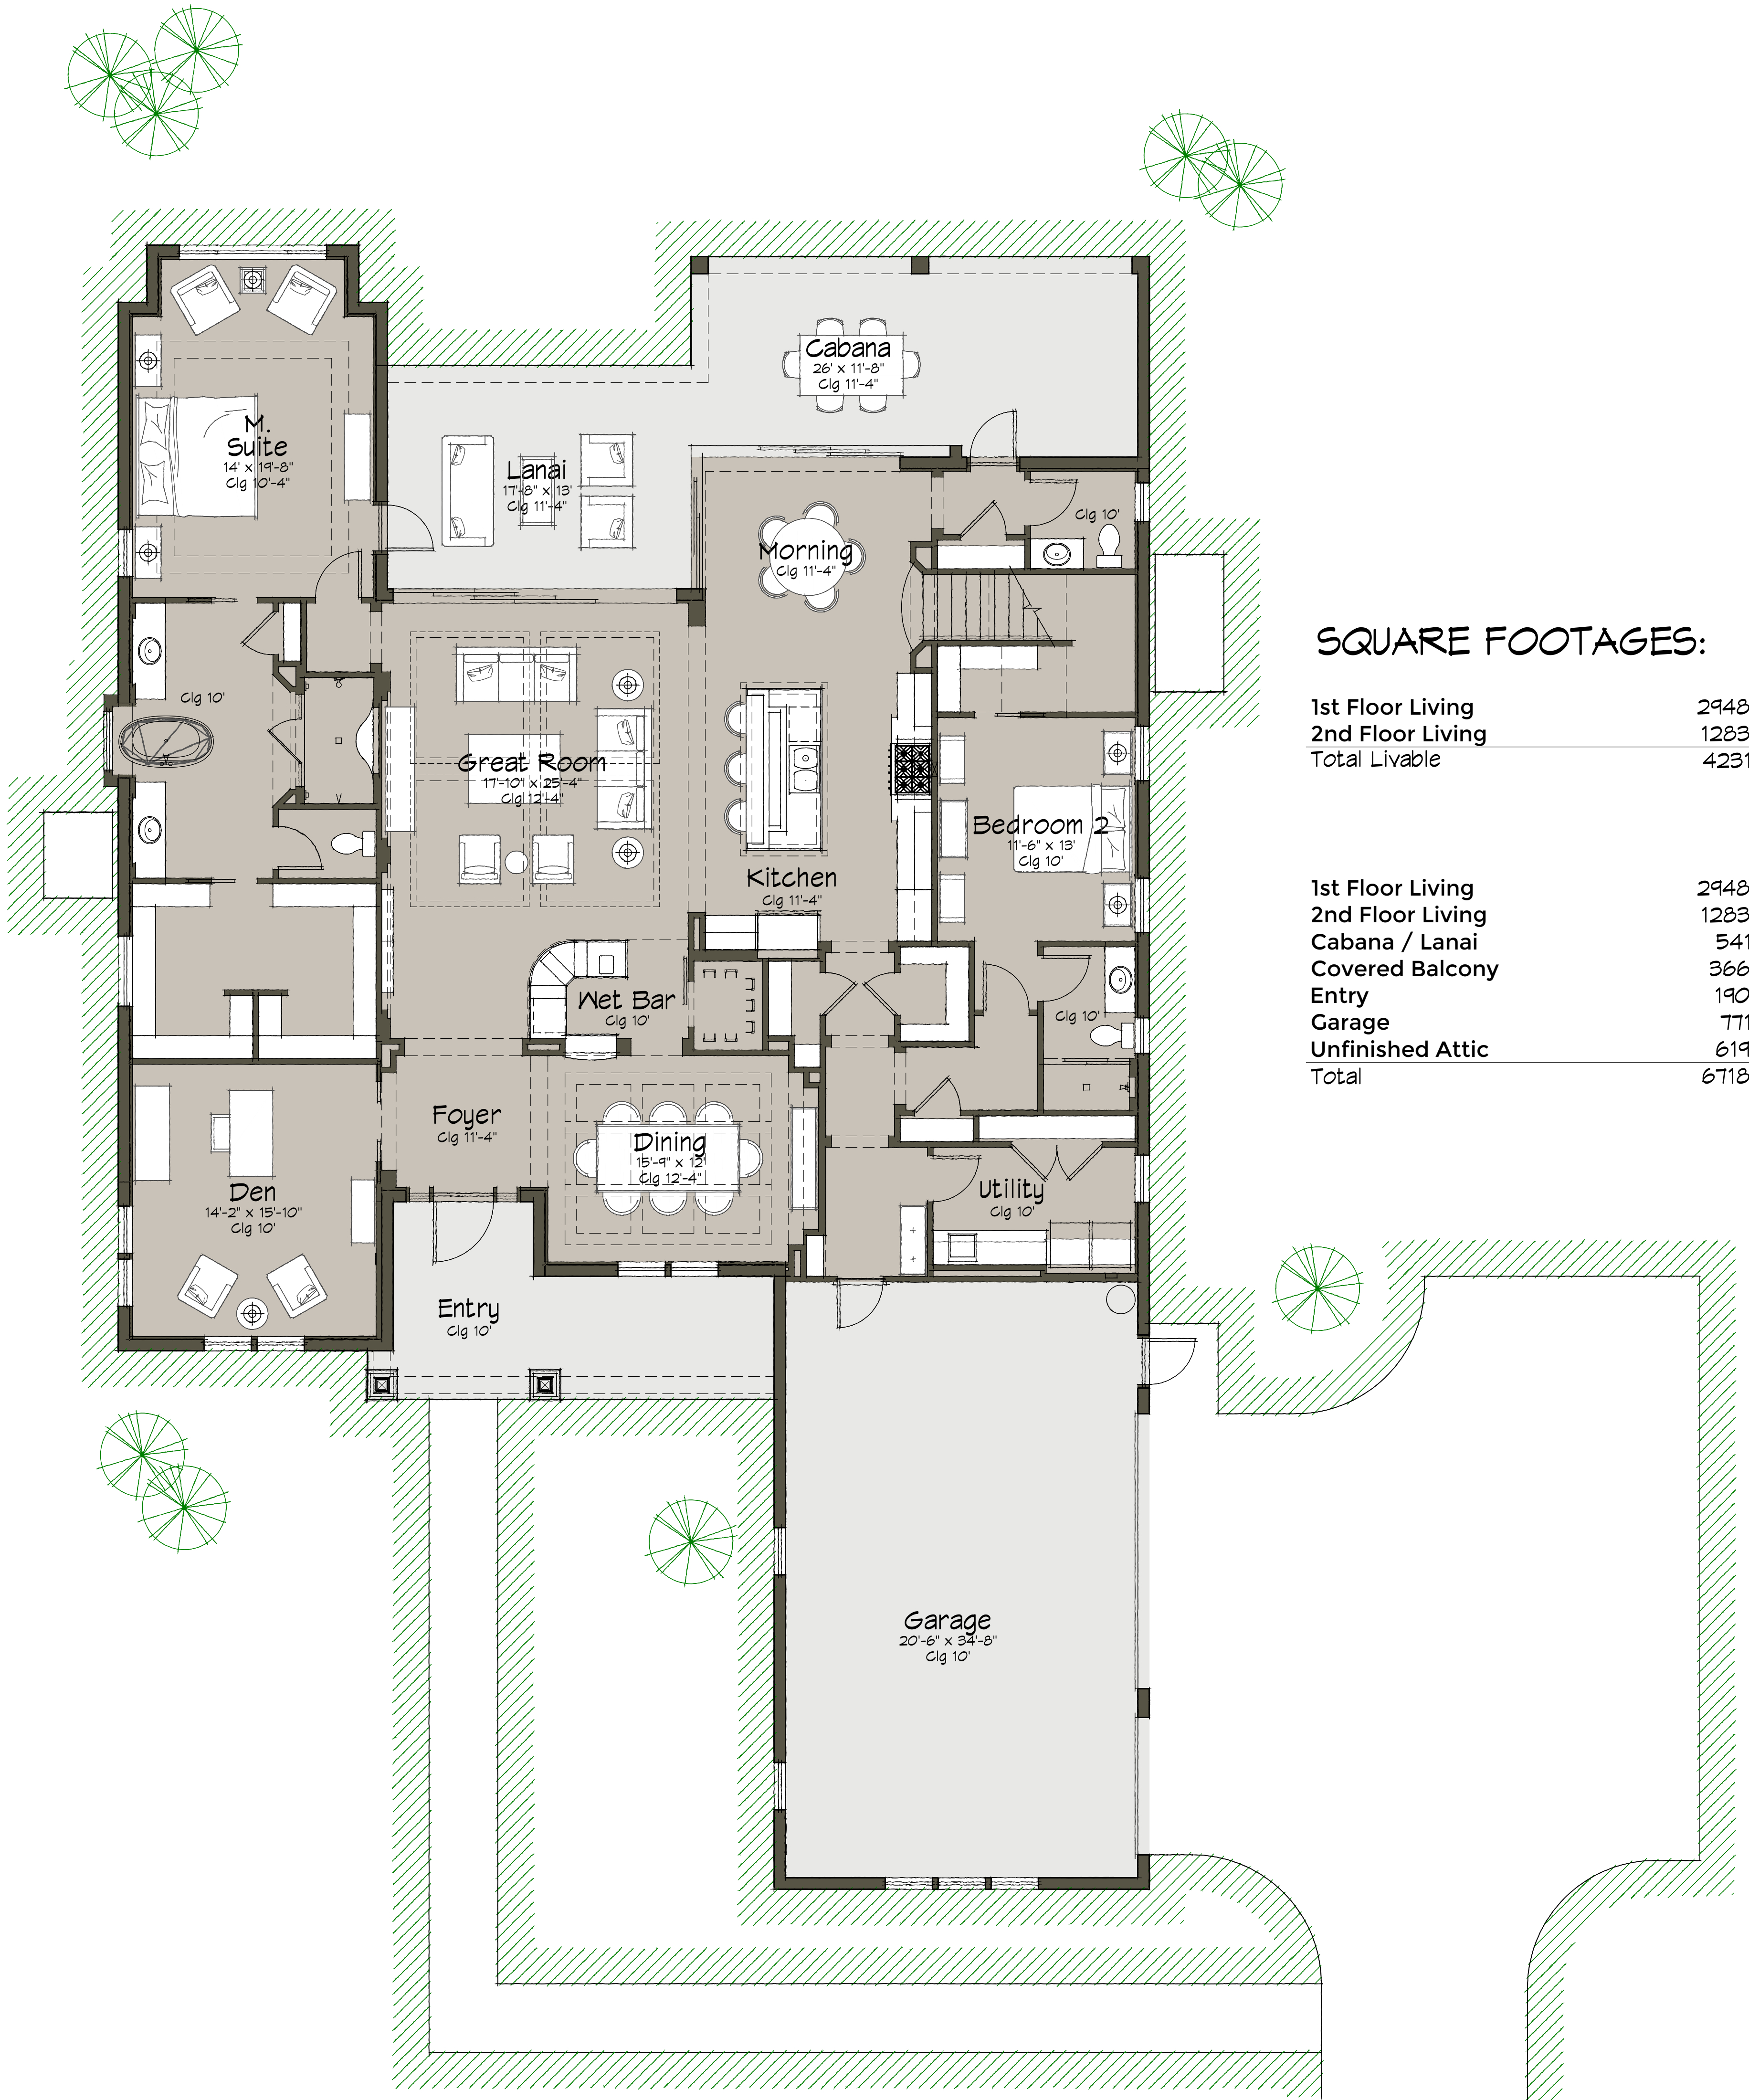 Cabana
26' x 11'-8"
Clg 11'-4"
M.
Suite
14' x 19'-8"
Clg 10'-4"
Lanai
17'-8" x 13'
Clg 11'-4"
Clg 10'
Morning
Clg 11'-4"
SQUARE FOOTAGES:
1st Floor Living 2948
2nd Floor Living 1283
Total Livable 4231
Clg 10'
Great Room
17'-10" x 25'-4"
Clg 12'-4"
Bedroom 2
11'-6" x 13'
Clg 10'
Kitchen
Clg 11'-4"
1st Floor Living 2948
2nd Floor Living 1283
Cabana / Lanai 541
Covered Balcony 366
Entry 190
Garage 771
Unfinished Attic 619
Total 6718
Wet Bar
Clg 10'
Clg 10'
Foyer
Clg 11'-4"
Dining
15'-9" x 12'
Clg 12'-4"
Den
14'-2" x 15'-10"
Clg 10'
Utility
Clg 10'
Entry
Clg 10'
Garage
20'-6" x 34'-8"
Clg 10'